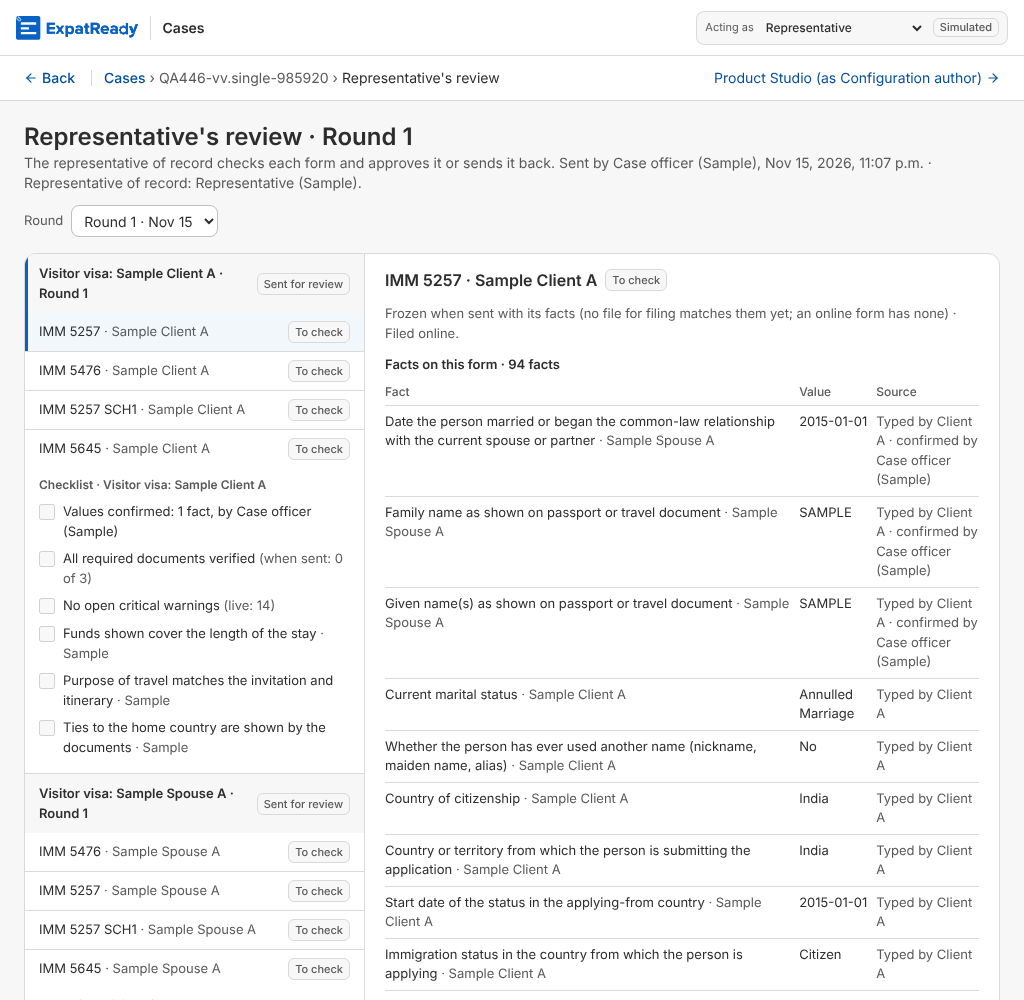 ExpatReady
Cases
Acting as Representative Simulated
← Back Cases › QA446-vv.single-985920 › Representative's review
Product Studio (as Configuration author) →
Representative's review · Round 1
The representative of record checks each form and approves it or sends it back. Sent by Case officer (Sample), Nov 15, 2026, 11:07 p.m. ·
Representative of record: Representative (Sample).
Round Round 1 · Nov 15
Visitor visa: Sample Client A ·
Round 1
Sent for review
IMM 5257 · Sample Client A To check
IMM 5476 · Sample Client A To check
IMM 5257 SCH1 · Sample Client A To check
IMM 5645 · Sample Client A To check
Checklist · Visitor visa: Sample Client A
Values confirmed: 1 fact, by Case officer
(Sample)
All required documents verified (when sent: 0
of 3)
No open critical warnings (live: 14)
Funds shown cover the length of the stay ·
Sample
Purpose of travel matches the invitation and
itinerary · Sample
Ties to the home country are shown by the
documents · Sample
Visitor visa: Sample Spouse A ·
Round 1
Sent for review
IMM 5476 · Sample Spouse A To check
IMM 5257 · Sample Spouse A To check
IMM 5257 SCH1 · Sample Spouse A To check
IMM 5645 · Sample Spouse A To check
IMM 5257 · Sample Client A To check
Frozen when sent with its facts (no file for filing matches them yet; an online form has none) ·
Filed online.
Facts on this form · 94 facts
Fact Value Source
Date the person married or began the common-law relationship
with the current spouse or partner · Sample Spouse A
2015-01-01
Typed by Client
A · confirmed by
Case officer
(Sample)
Family name as shown on passport or travel document · Sample
Spouse A
SAMPLE
Typed by Client
A · confirmed by
Case officer
(Sample)
Given name(s) as shown on passport or travel document · Sample
Spouse A
SAMPLE
Typed by Client
A · confirmed by
Case officer
(Sample)
Current marital status · Sample Client A
Annulled
Marriage
Typed by Client
A
Whether the person has ever used another name (nickname,
maiden name, alias) · Sample Client A
No
Typed by Client
A
Country of citizenship · Sample Client A
India
Typed by Client
A
Country or territory from which the person is submitting the
application · Sample Client A
India
Typed by Client
A
Start date of the status in the applying-from country · Sample
Client A
2015-01-01
Typed by Client
A
Immigration status in the country from which the person is
applying · Sample Client A
Citizen
Typed by Client
A